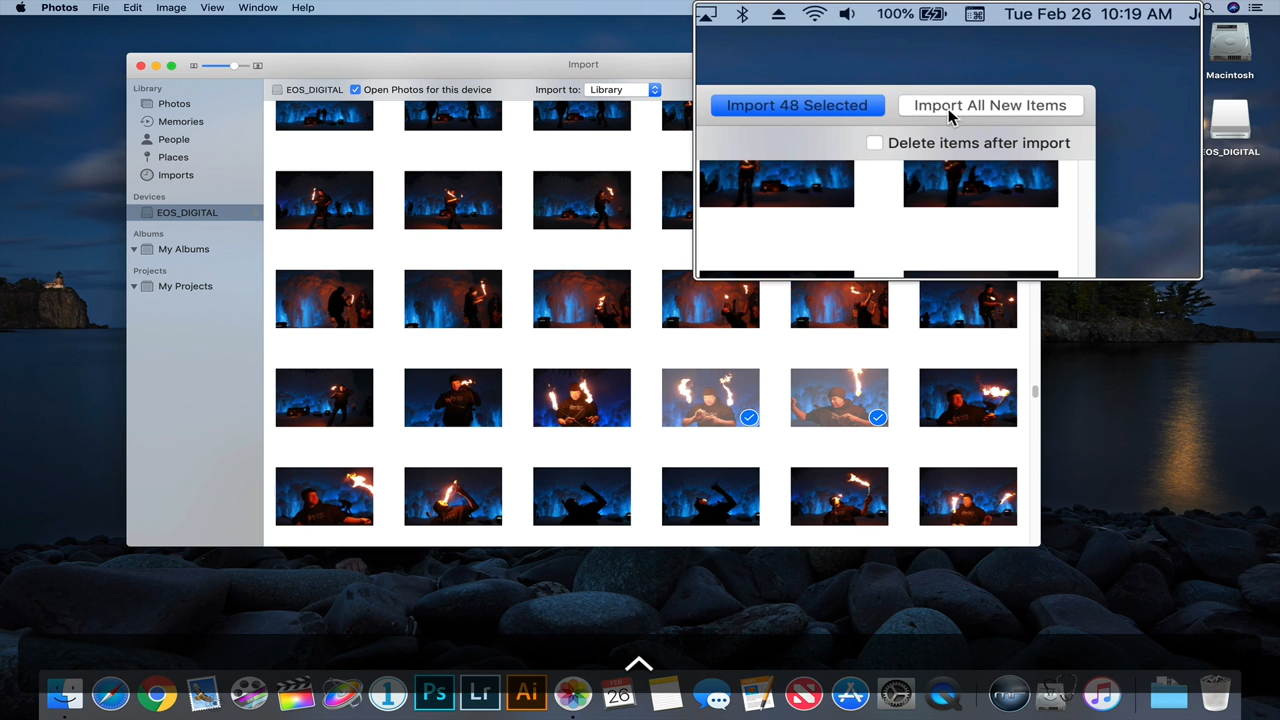 Photos File Edit Image View Window Help
100% Tue Feb 26 10:19 AM
Macintosh
EOS_DIGITAL
Import
Import 48 Selected Import All New Items
Delete items after import
EOS_DIGITAL Open Photos for this device Import to: Library
Library
Photos
Memories
People
Places
Imports
Devices
EOS_DIGITAL
Albums
My Albums
Projects
My Projects
1 Ps Lr Ai FEB 26